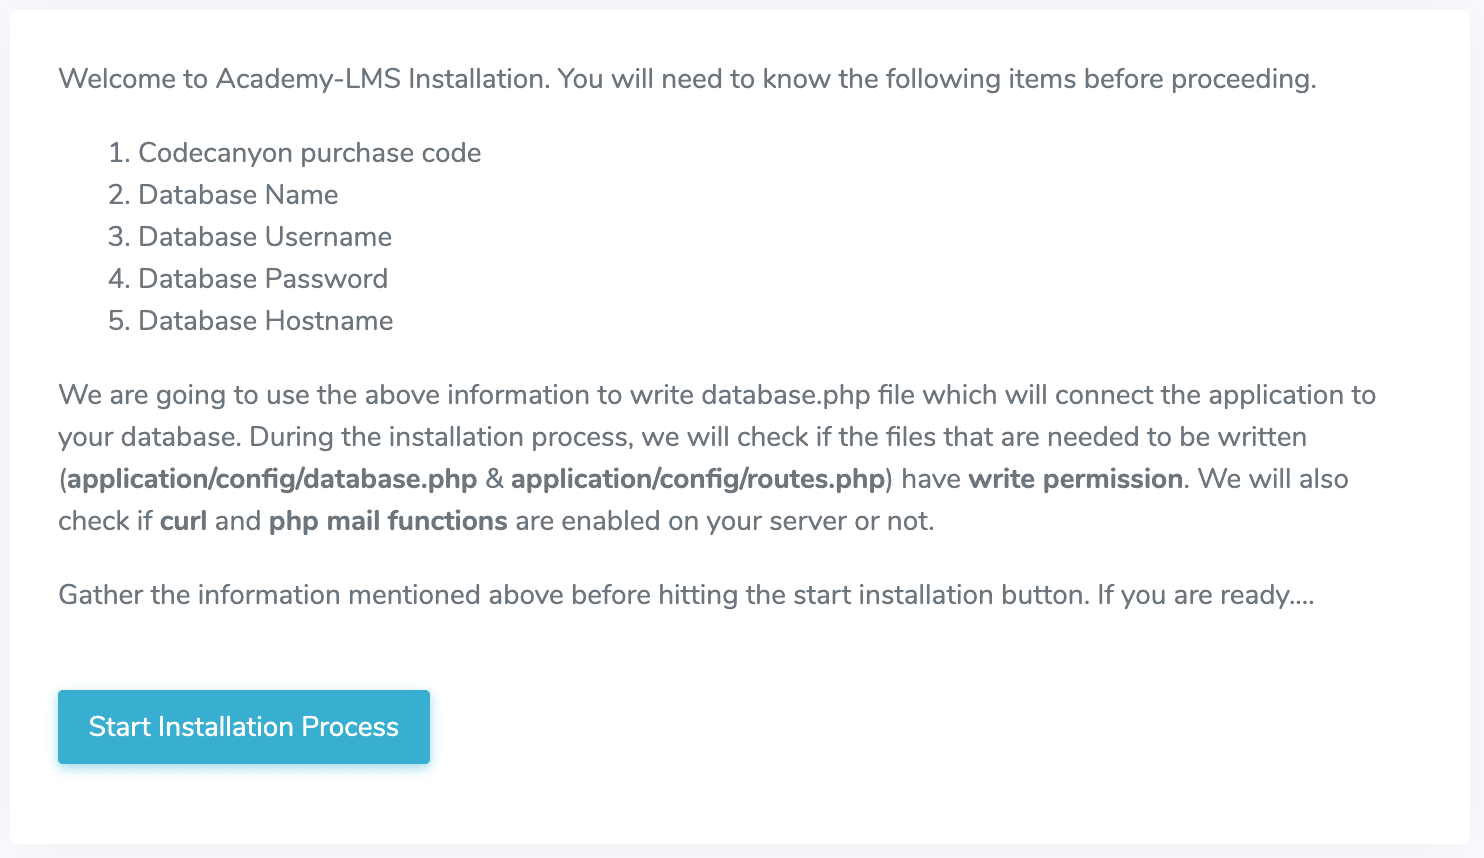 Welcome to Academy-LMS Installation. You will need to know the following items before proceeding.
1. Codecanyon purchase code
2. Database Name
3. Database Username
4. Database Password
5. Database Hostname
We are going to use the above information to write database.php file which will connect the application to
your database. During the installation process, we will check if the files that are needed to be written
(application/config/database.php & application/config/routes.php) have write permission. We will also
check if curl and php mail functions are enabled on your server or not.
Gather the information mentioned above before hitting the start installation button. If you are ready....
Start Installation Process